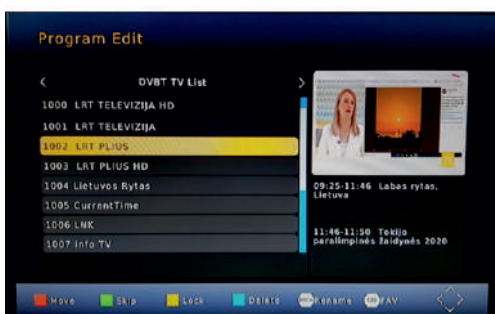 Program Edit
DVBT TV List
1000 LRT TELEVIZIJA HD
1001 LRT TELEVIZIJA
1002 LRT PLIUS
1003 LRT PLIUS HD
1004 Lietuvos Rytas
1005 CurrentTime
1006 LNK
1007 Info TV
09:25-11:46 Labas rytas,
Lietuva
11:46-11:50 Tokijo
paralimpinės žaidynės 2020
Move Skip Lock Delete Rename FAV